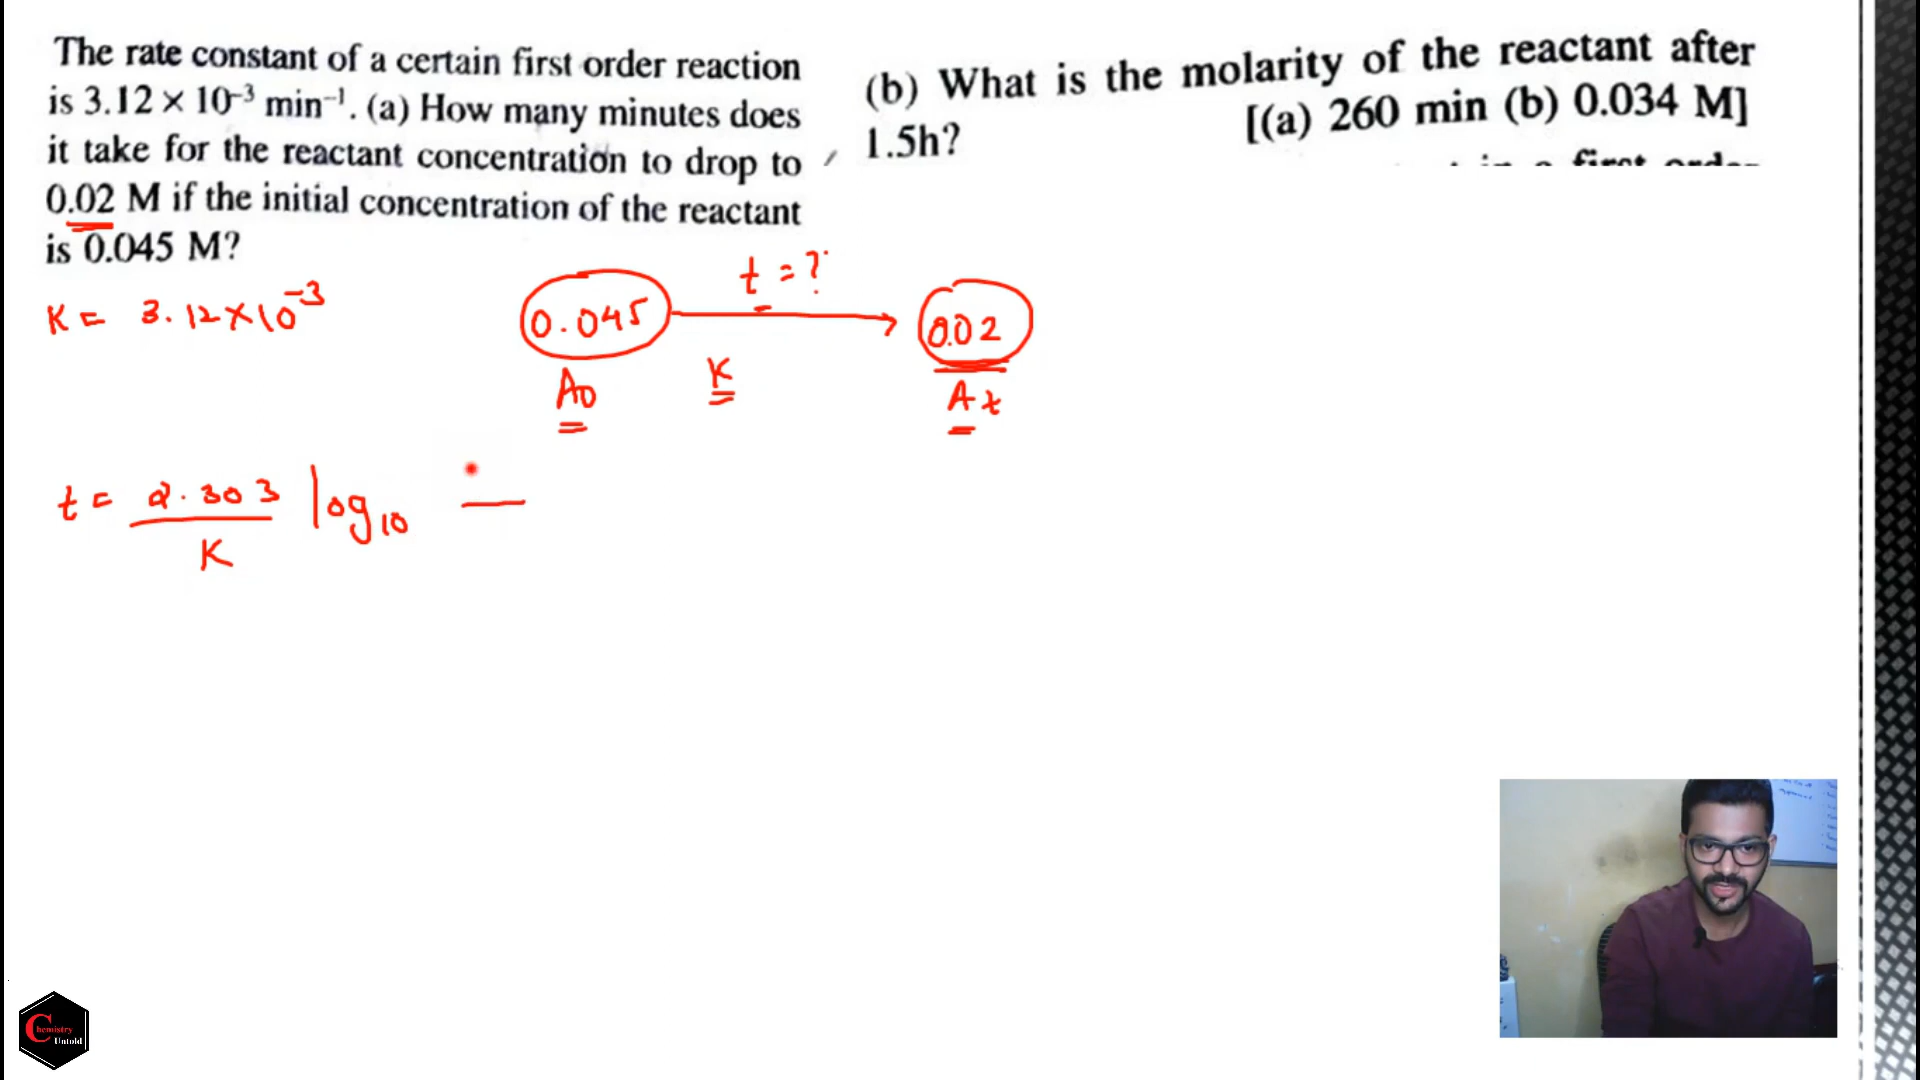 The rate constant of a certain first order reaction
is 3.12 × 10⁻³ min⁻¹. (a) How many minutes does
it take for the reactant concentration to drop to
0.02 M if the initial concentration of the reactant
is 0.045 M?
(b) What is the molarity of the reactant after
1.5h? [(a) 260 min (b) 0.034 M]
K = 3.12×10⁻³
t = ?
0.045
0.02
K
A₀
Aₜ
t = 2.303
K
log₁₀
Chemistry
Untold